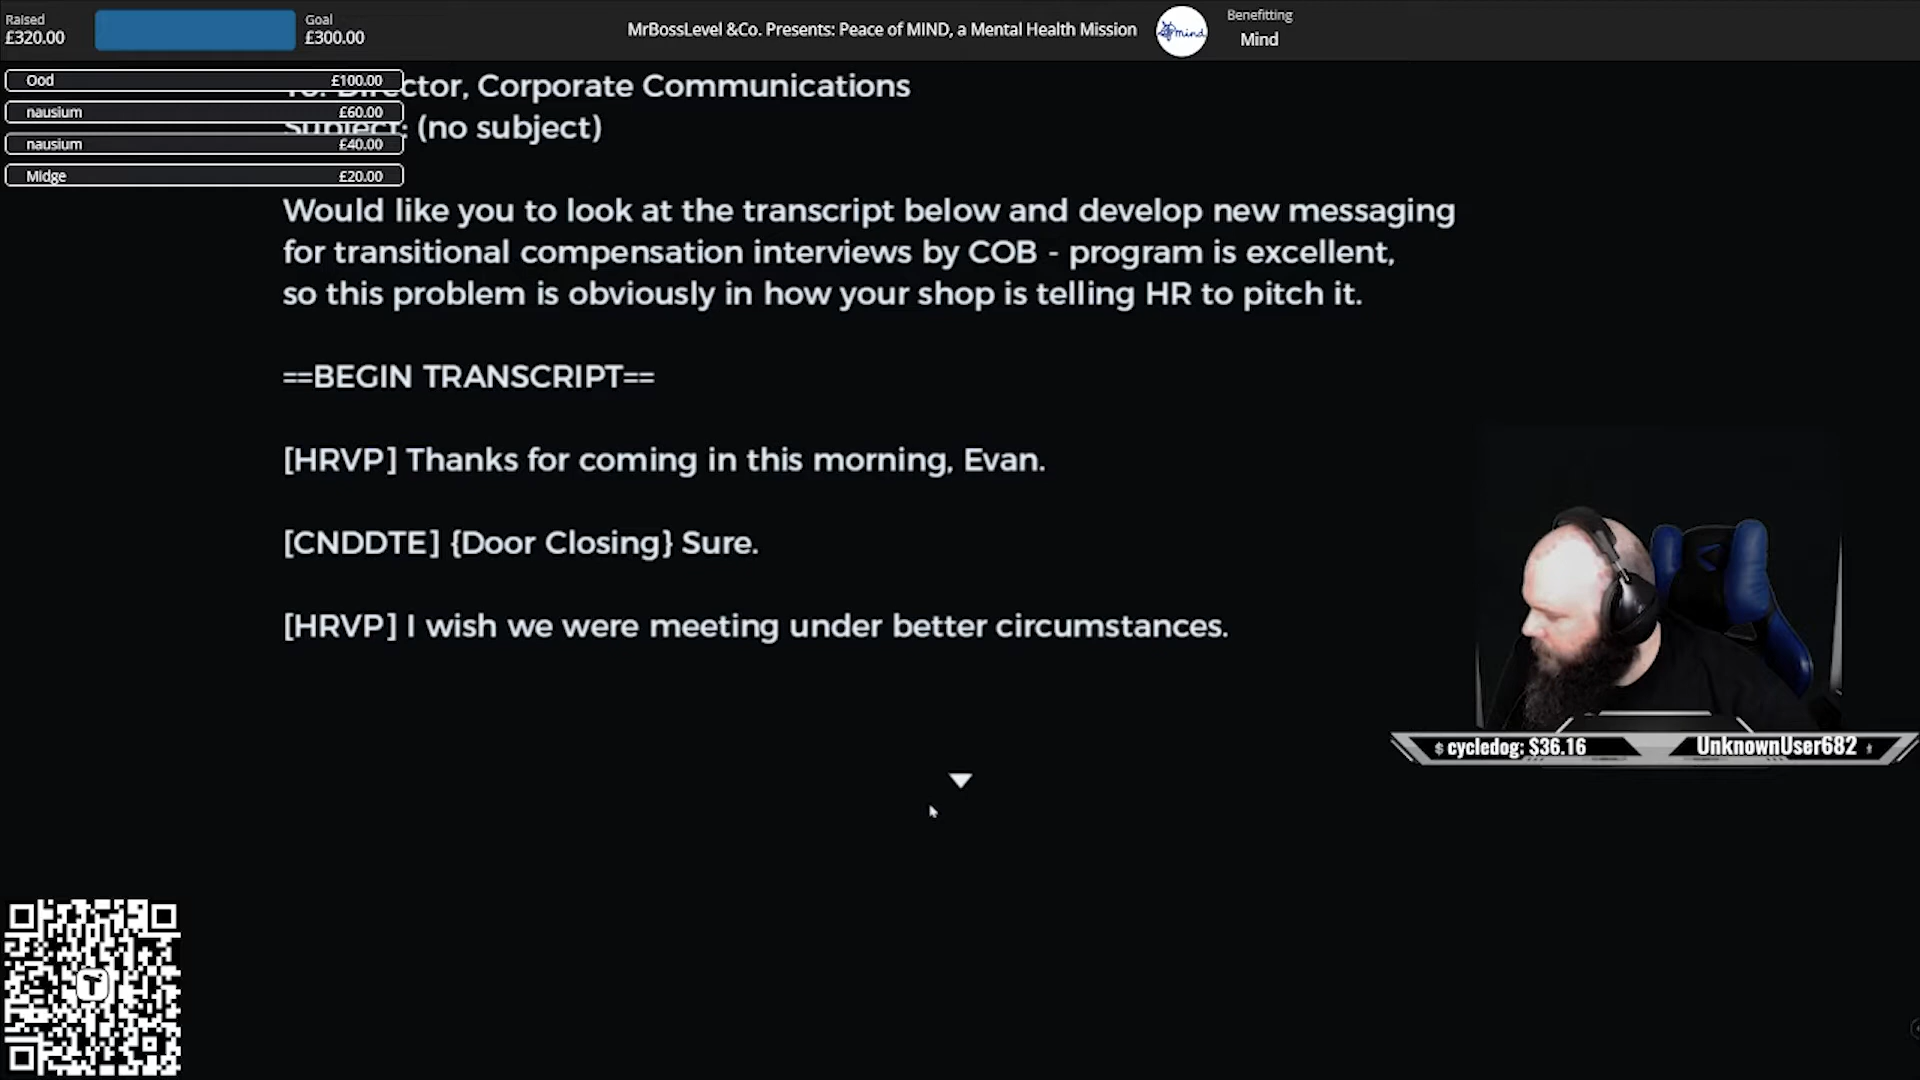 Raised
£320.00
Goal
£300.00
MrBossLevel &Co. Presents: Peace of MIND, a Mental Health Mission
mind
Benefitting
Mind
Ood £100.00
nausium £60.00
nausium £40.00
Midge £20.00
To: Director, Corporate Communications
Subject: (no subject)
Would like you to look at the transcript below and develop new messaging
for transitional compensation interviews by COB - program is excellent,
so this problem is obviously in how your shop is telling HR to pitch it.
==BEGIN TRANSCRIPT==
[HRVP] Thanks for coming in this morning, Evan.
[CNDDTE] {Door Closing} Sure.
[HRVP] I wish we were meeting under better circumstances.
$ cycledog: $36.16
UnknownUser682